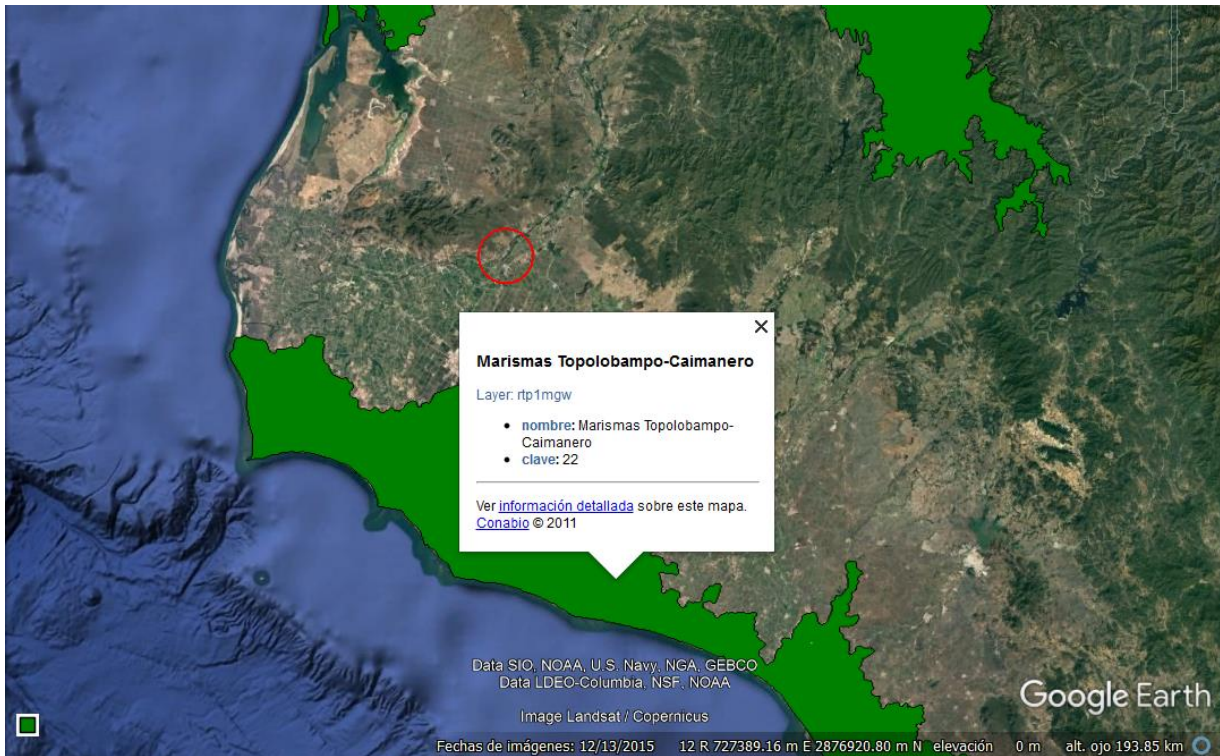 Marismas Topolobampo-Caimanero
Layer: rtp1mgw
• nombre: Marismas Topolobampo-
Caimanero
• clave: 22
Ver información detallada sobre este mapa.
Conabio © 2011
Data SIO, NOAA, U.S. Navy, NGA, GEBCO
Data LDEO-Columbia, NSF, NOAA
Image Landsat / Copernicus
Google Earth
Fechas de imágenes: 12/13/2015 12 R 727389.16 m E 2876920.80 m N elevación 0 m alt. ojo 193.85 km